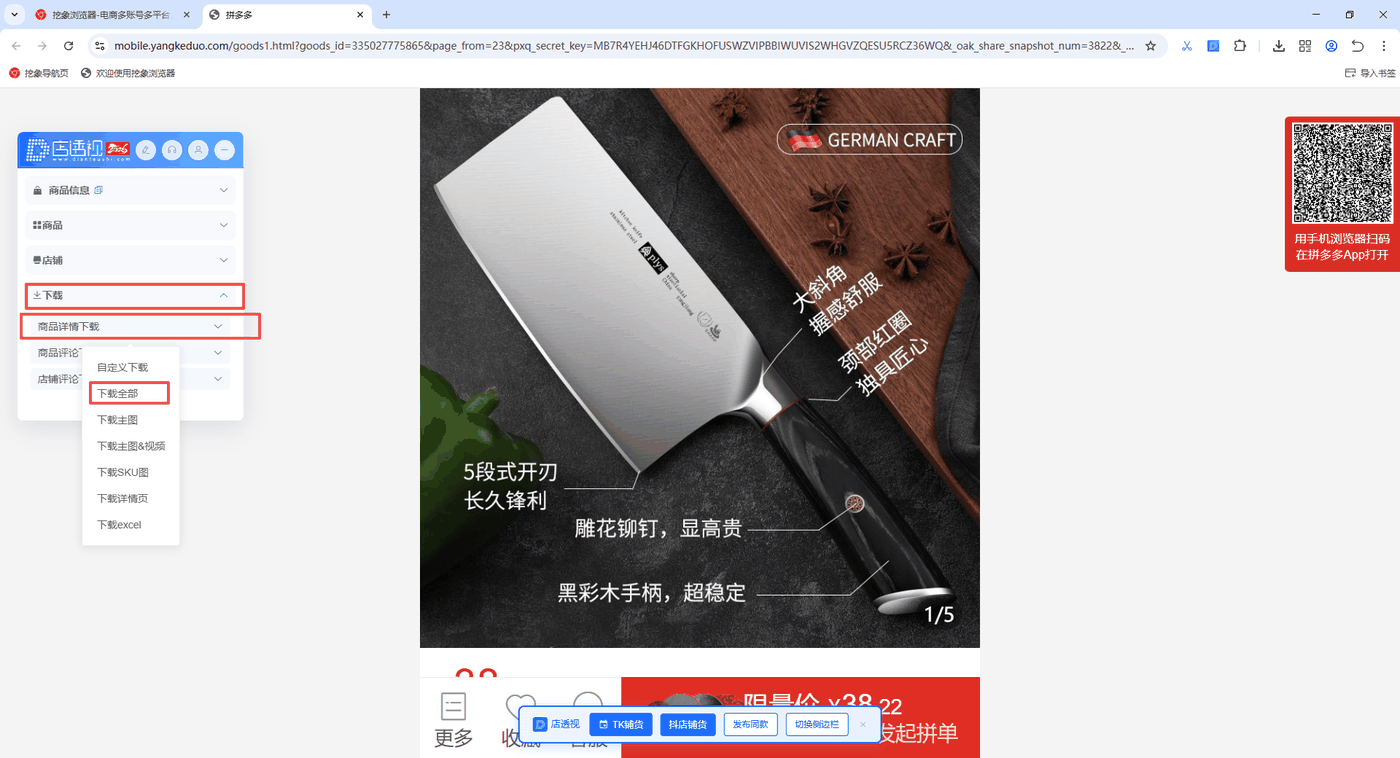 挖象浏览器-电商多账号多平台
拼多多
mobile.yangkeduo.com/goods1.html?goods_id=335027775865&page_from=23&pxq_secret_key=MB7R4YEHJ46DTFGKHOFUSWZVIPBBIWUVIS2WHGVZQESU5RCZ36WQ&_oak_share_snapshot_num=3822&_...
挖象导航页
欢迎使用挖象浏览器
导入书签
店透视
www.diantoushi.com
商品信息
商品
店铺
下载
商品详情下载
商品评论
店铺评论
自定义下载
下载全部
下载主图
下载主图&视频
下载SKU图
下载详情页
下载excel
GERMAN CRAFT
kitchen knife
plys
大斜角
握感舒服
颈部红圈
独具匠心
5段式开刃
长久锋利
雕花铆钉，显高贵
黑彩木手柄，超稳定
1/5
用手机浏览器扫码
在拼多多App打开
更多
收藏
客服
限量价 ¥38.22
发起拼单
店透视
TK铺货
抖店铺货
发布同款
切换侧边栏